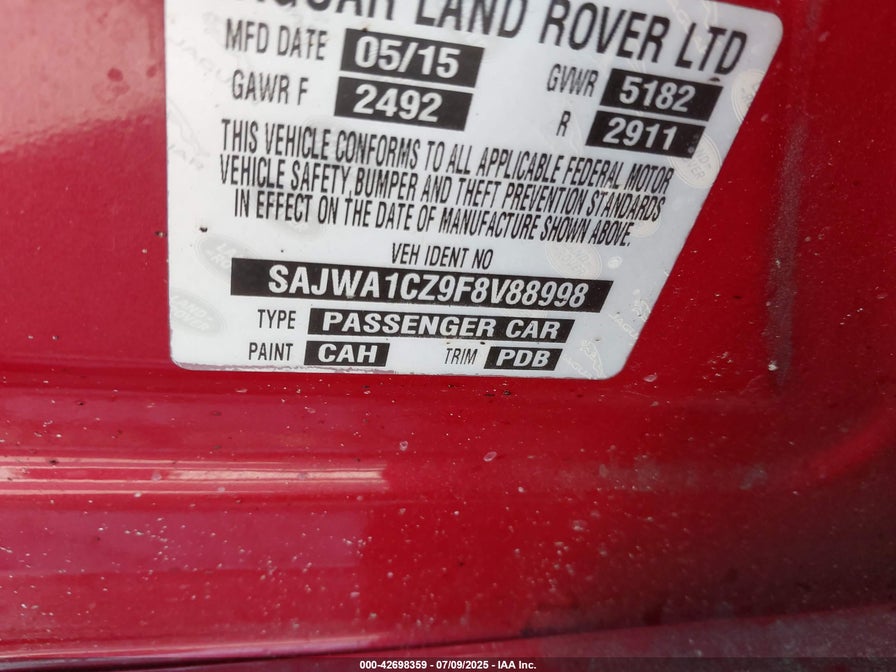 JAGUAR LAND ROVER LTD
MFD DATE 05/15 GVWR 5182
GAWR F 2492 R 2911
THIS VEHICLE CONFORMS TO ALL APPLICABLE FEDERAL MOTOR
VEHICLE SAFETY, BUMPER AND THEFT PREVENTION STANDARDS
IN EFFECT ON THE DATE OF MANUFACTURE SHOWN ABOVE.
VEH IDENT NO
SAJWA1CZ9F8V88998
TYPE PASSENGER CAR
PAINT CAH TRIM PDB
000-42698359 - 07/09/2025 - IAA Inc.